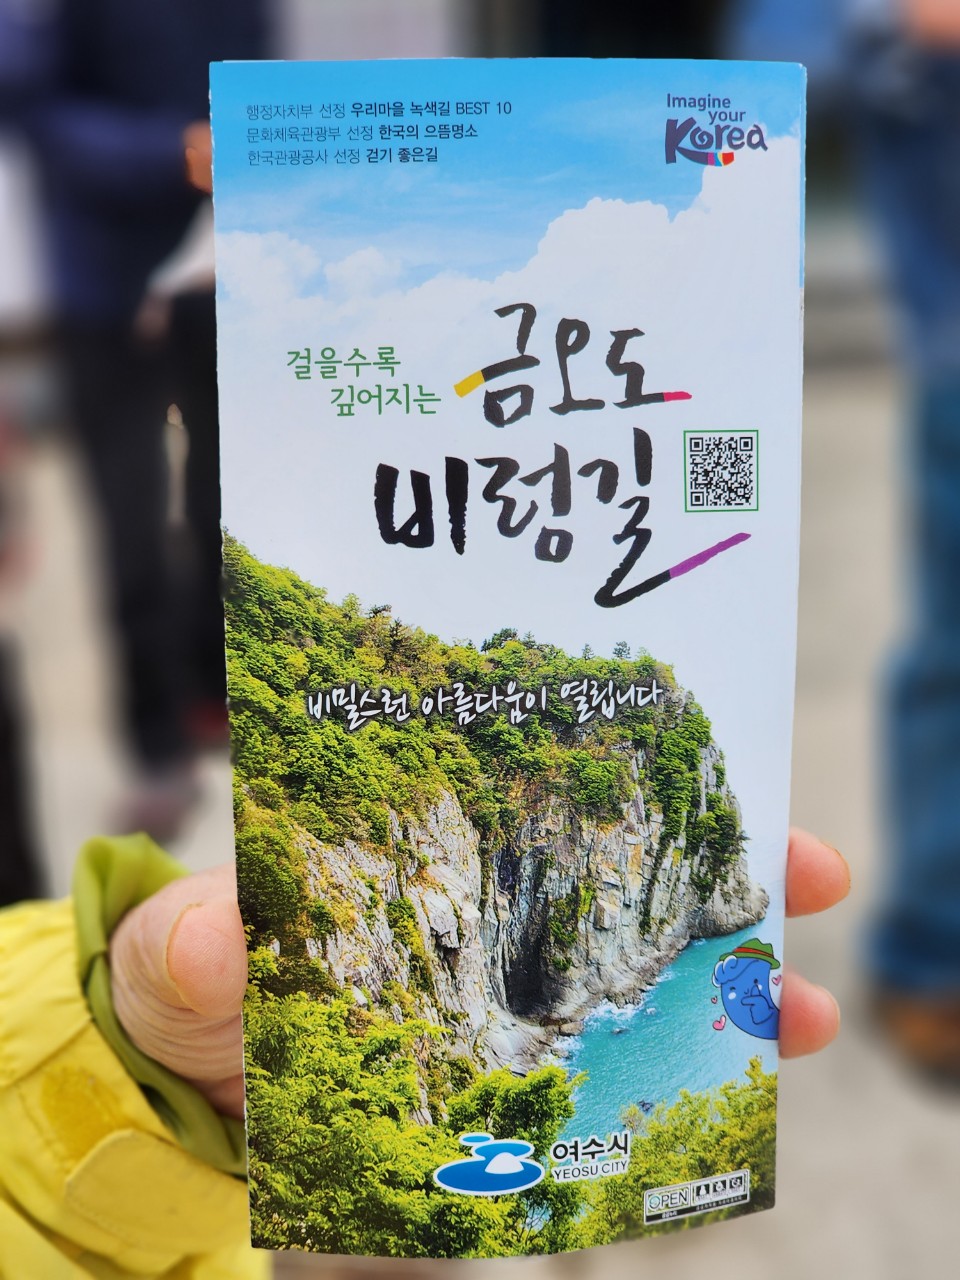 행정자치부 선정 우리마을 녹색길 BEST 10
문화체육관광부 선정 한국의 으뜸명소
한국관광공사 선정 걷기 좋은길
Imagine
your
Korea
걸을수록
깊어지는
금오도
비렁길
비밀스런 아름다움이 열립니다
여수시
YEOSU CITY
OPEN